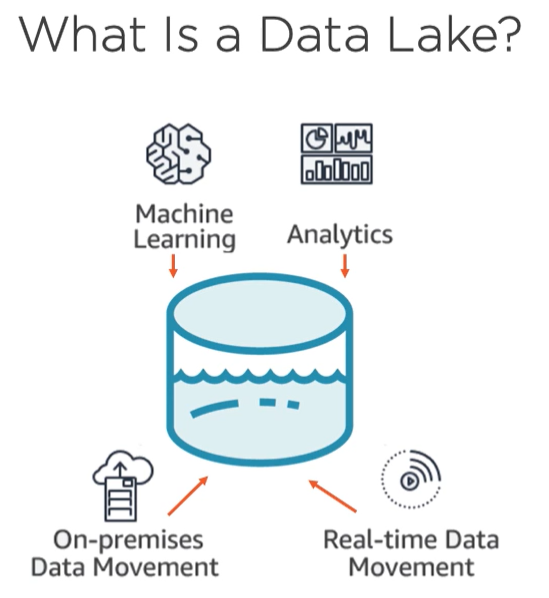 What Is a Data Lake?
Machine
Learning
Analytics
On-premises
Data Movement
Real-time Data
Movement